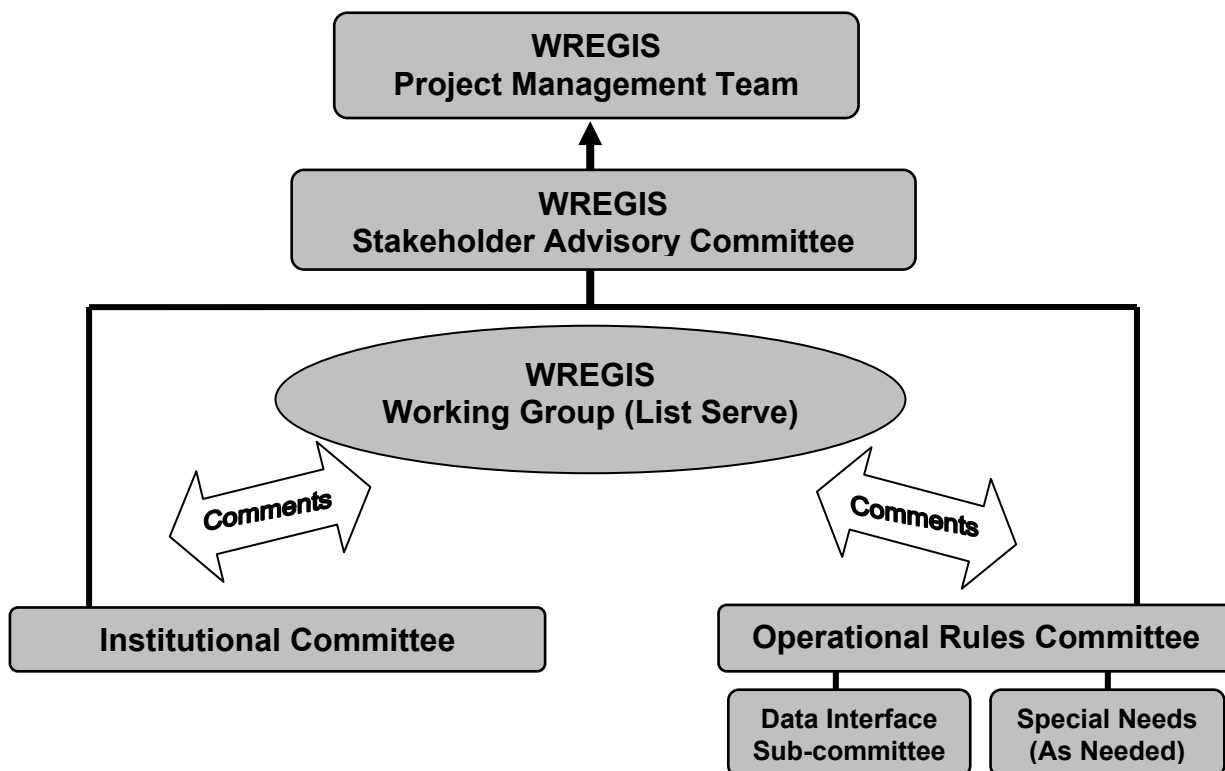 WREGIS
Project Management Team
WREGIS
Stakeholder Advisory Committee
WREGIS
Working Group (List Serve)
Comments
Comments
Institutional Committee
Operational Rules Committee
Data Interface
Sub-committee
Special Needs
(As Needed)